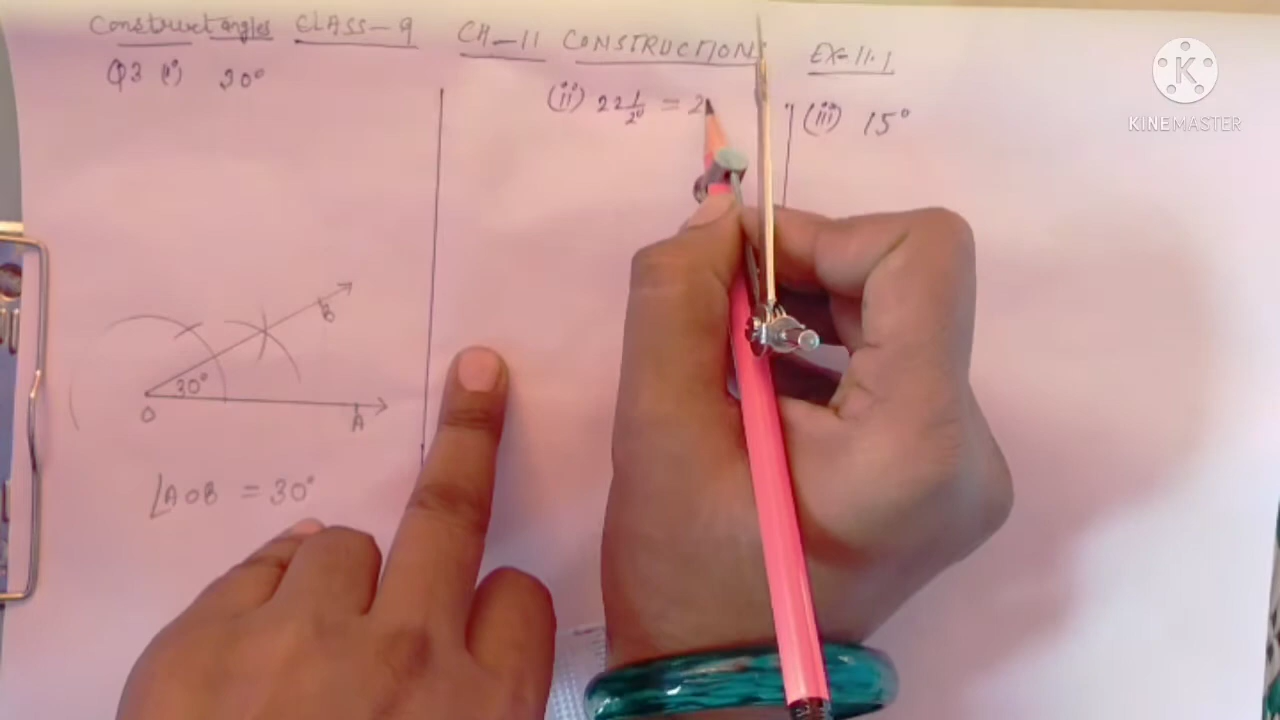 Construct angles CLASS-9 CH-11 CONSTRUCTIONS EX-11.1
Q3 (i) 30°
(ii) 22 1/2° = 2
(iii) 15°
B
30°
O
A
∠AOB = 30°
K
KINEMASTER